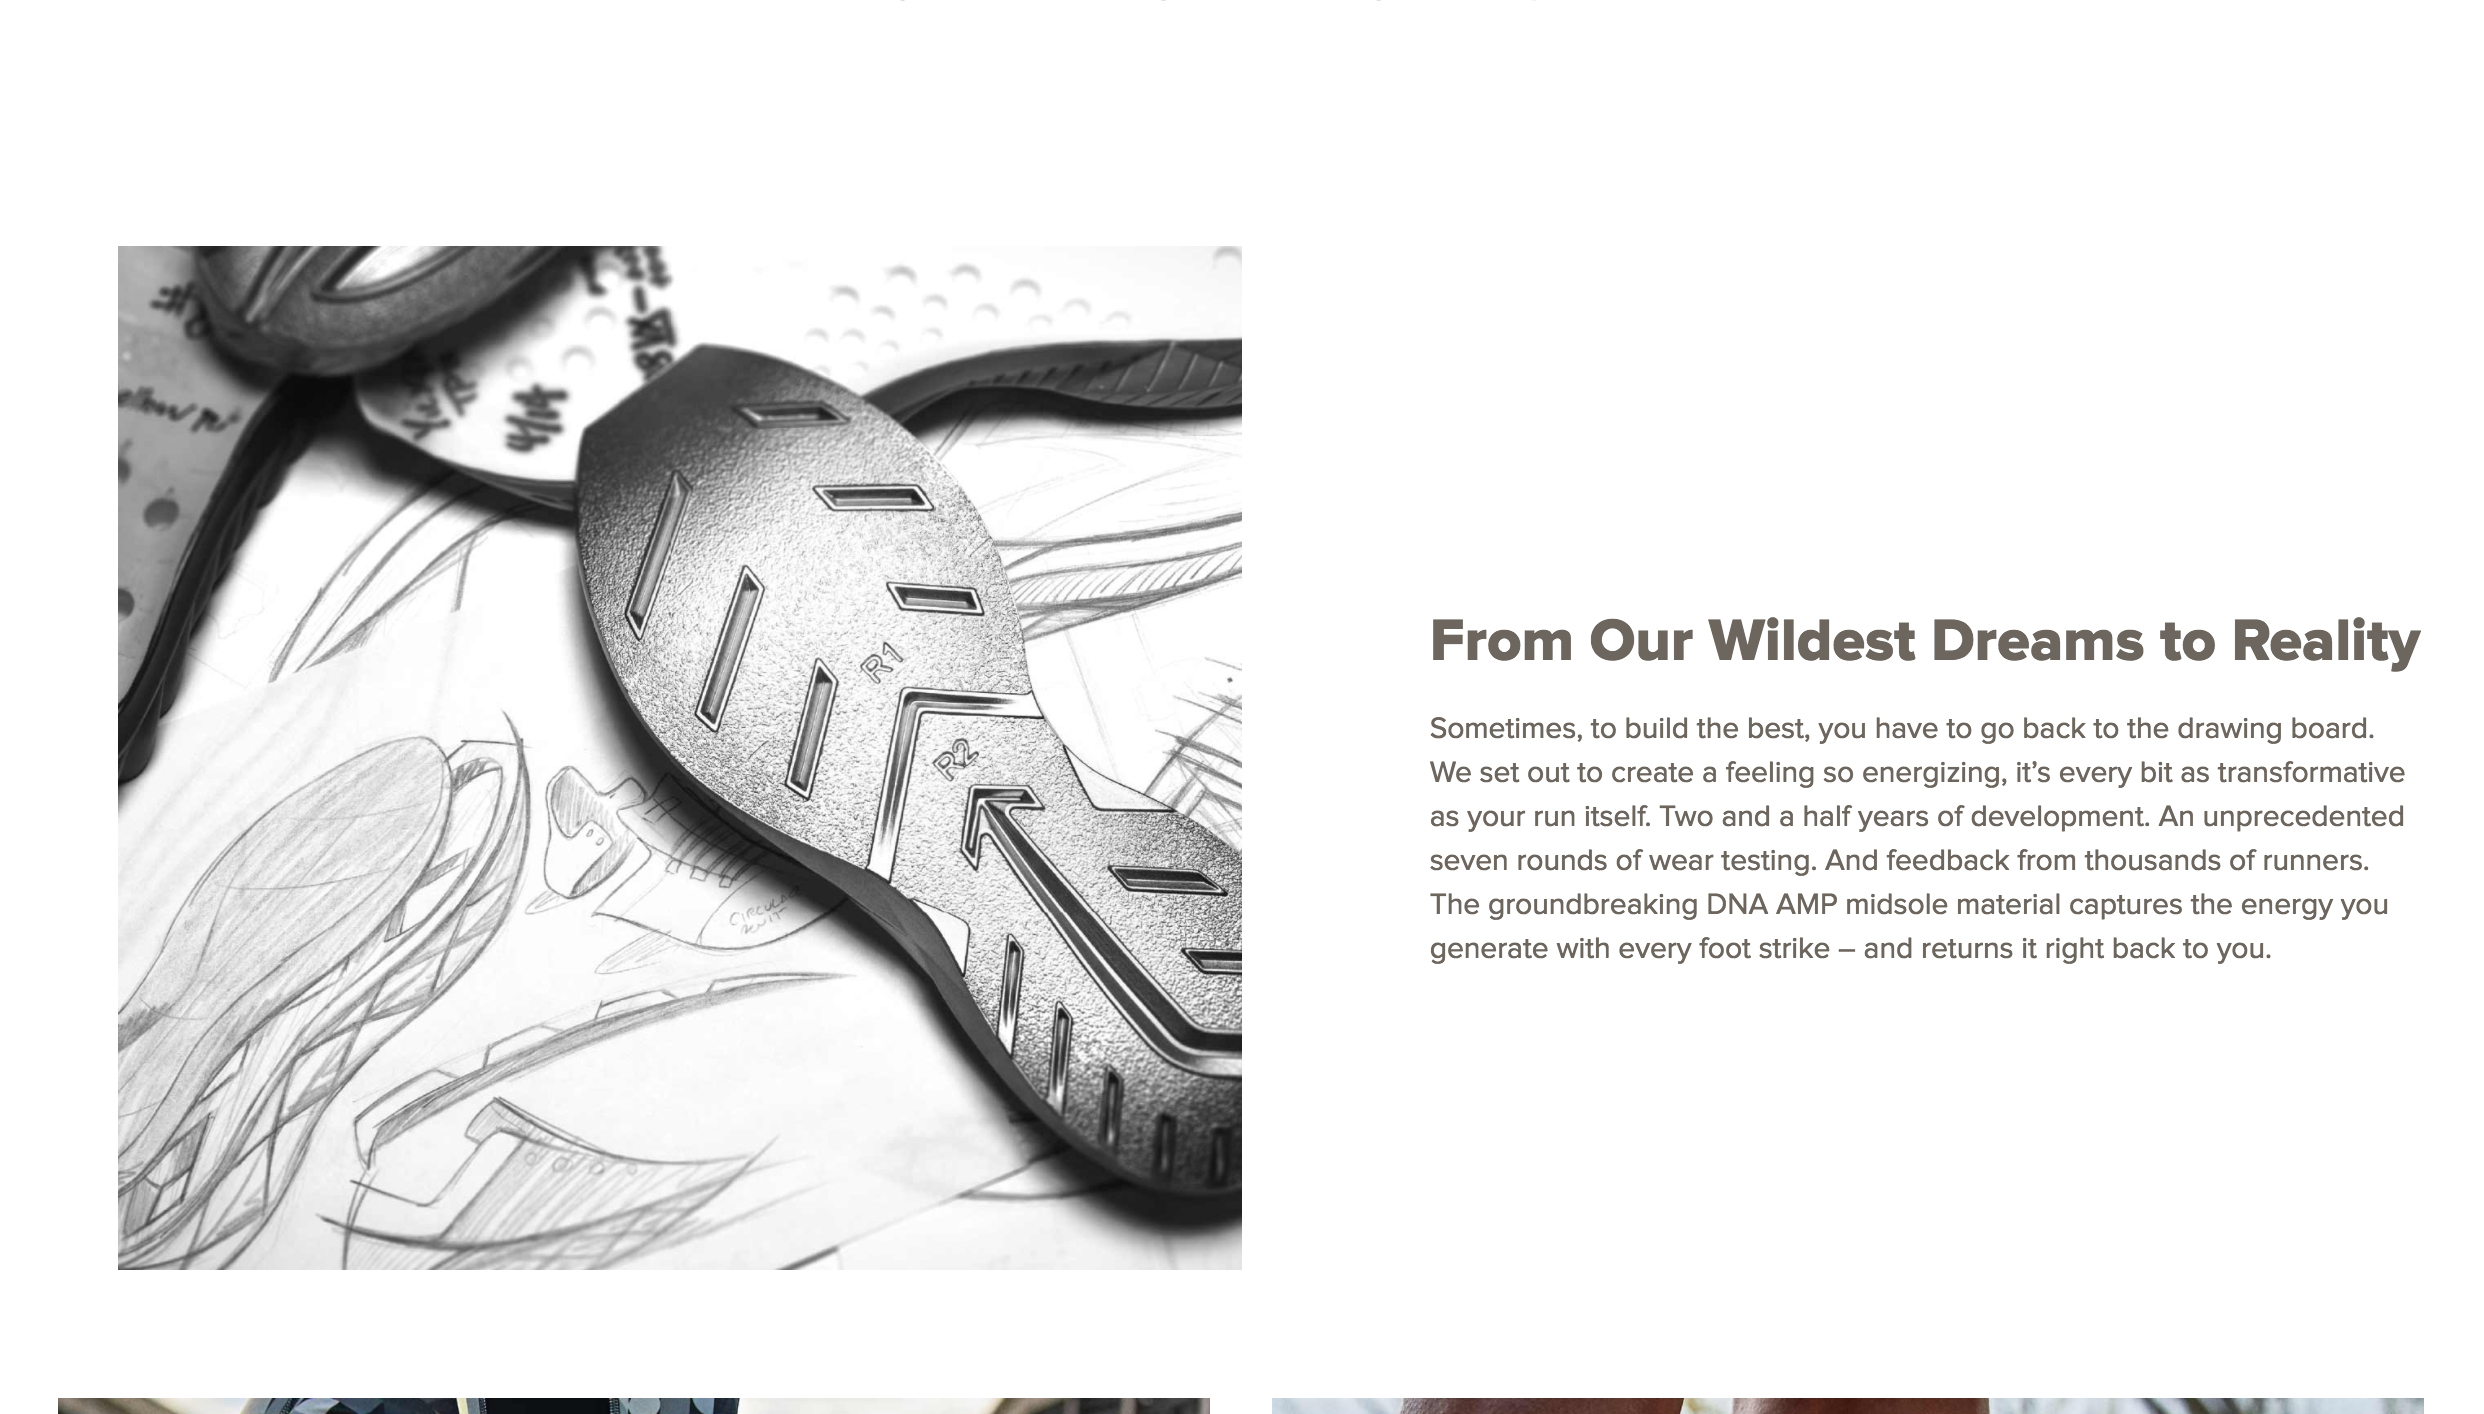 4/14
R1
R2
CIRCULAR
KNIT
From Our Wildest Dreams to Reality
Sometimes, to build the best, you have to go back to the drawing board.
We set out to create a feeling so energizing, it’s every bit as transformative
as your run itself. Two and a half years of development. An unprecedented
seven rounds of wear testing. And feedback from thousands of runners.
The groundbreaking DNA AMP midsole material captures the energy you
generate with every foot strike – and returns it right back to you.